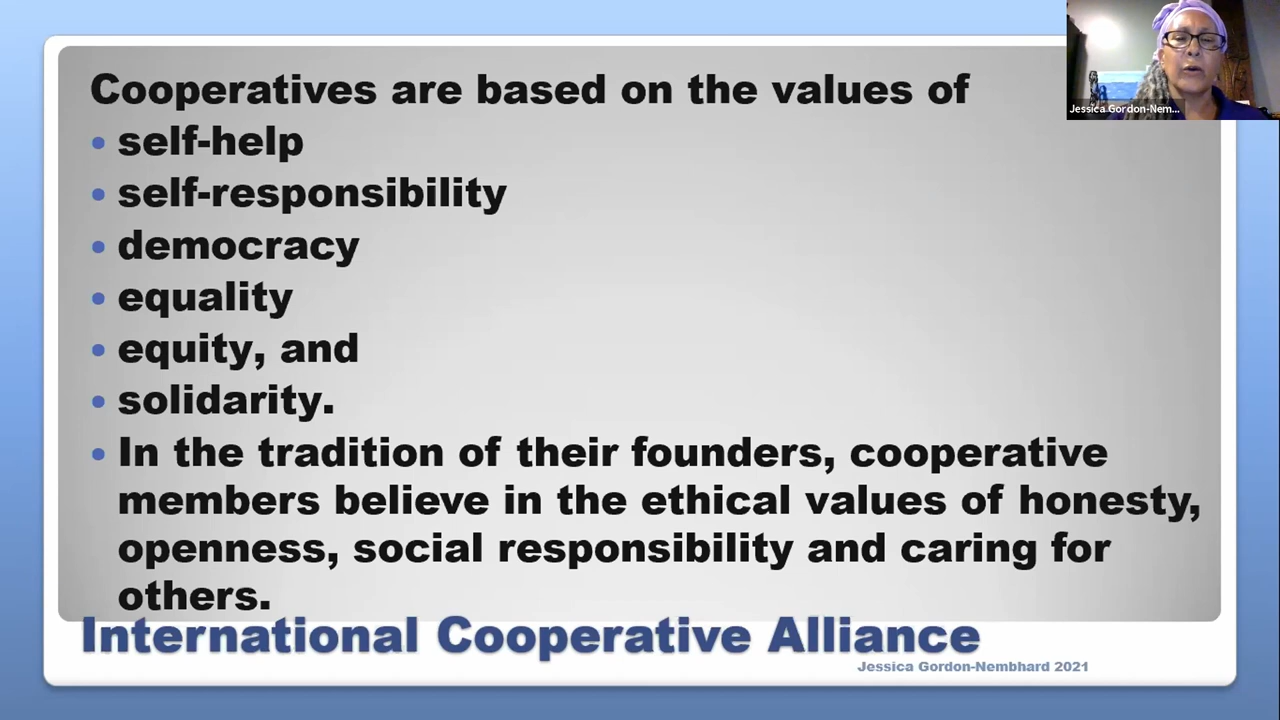 Cooperatives are based on the values of
• self-help
• self-responsibility
• democracy
• equality
• equity, and
• solidarity.
• In the tradition of their founders, cooperative
members believe in the ethical values of honesty,
openness, social responsibility and caring for
others.
International Cooperative Alliance
Jessica Gordon-Nembhard 2021
Jessica Gordon-Nem...